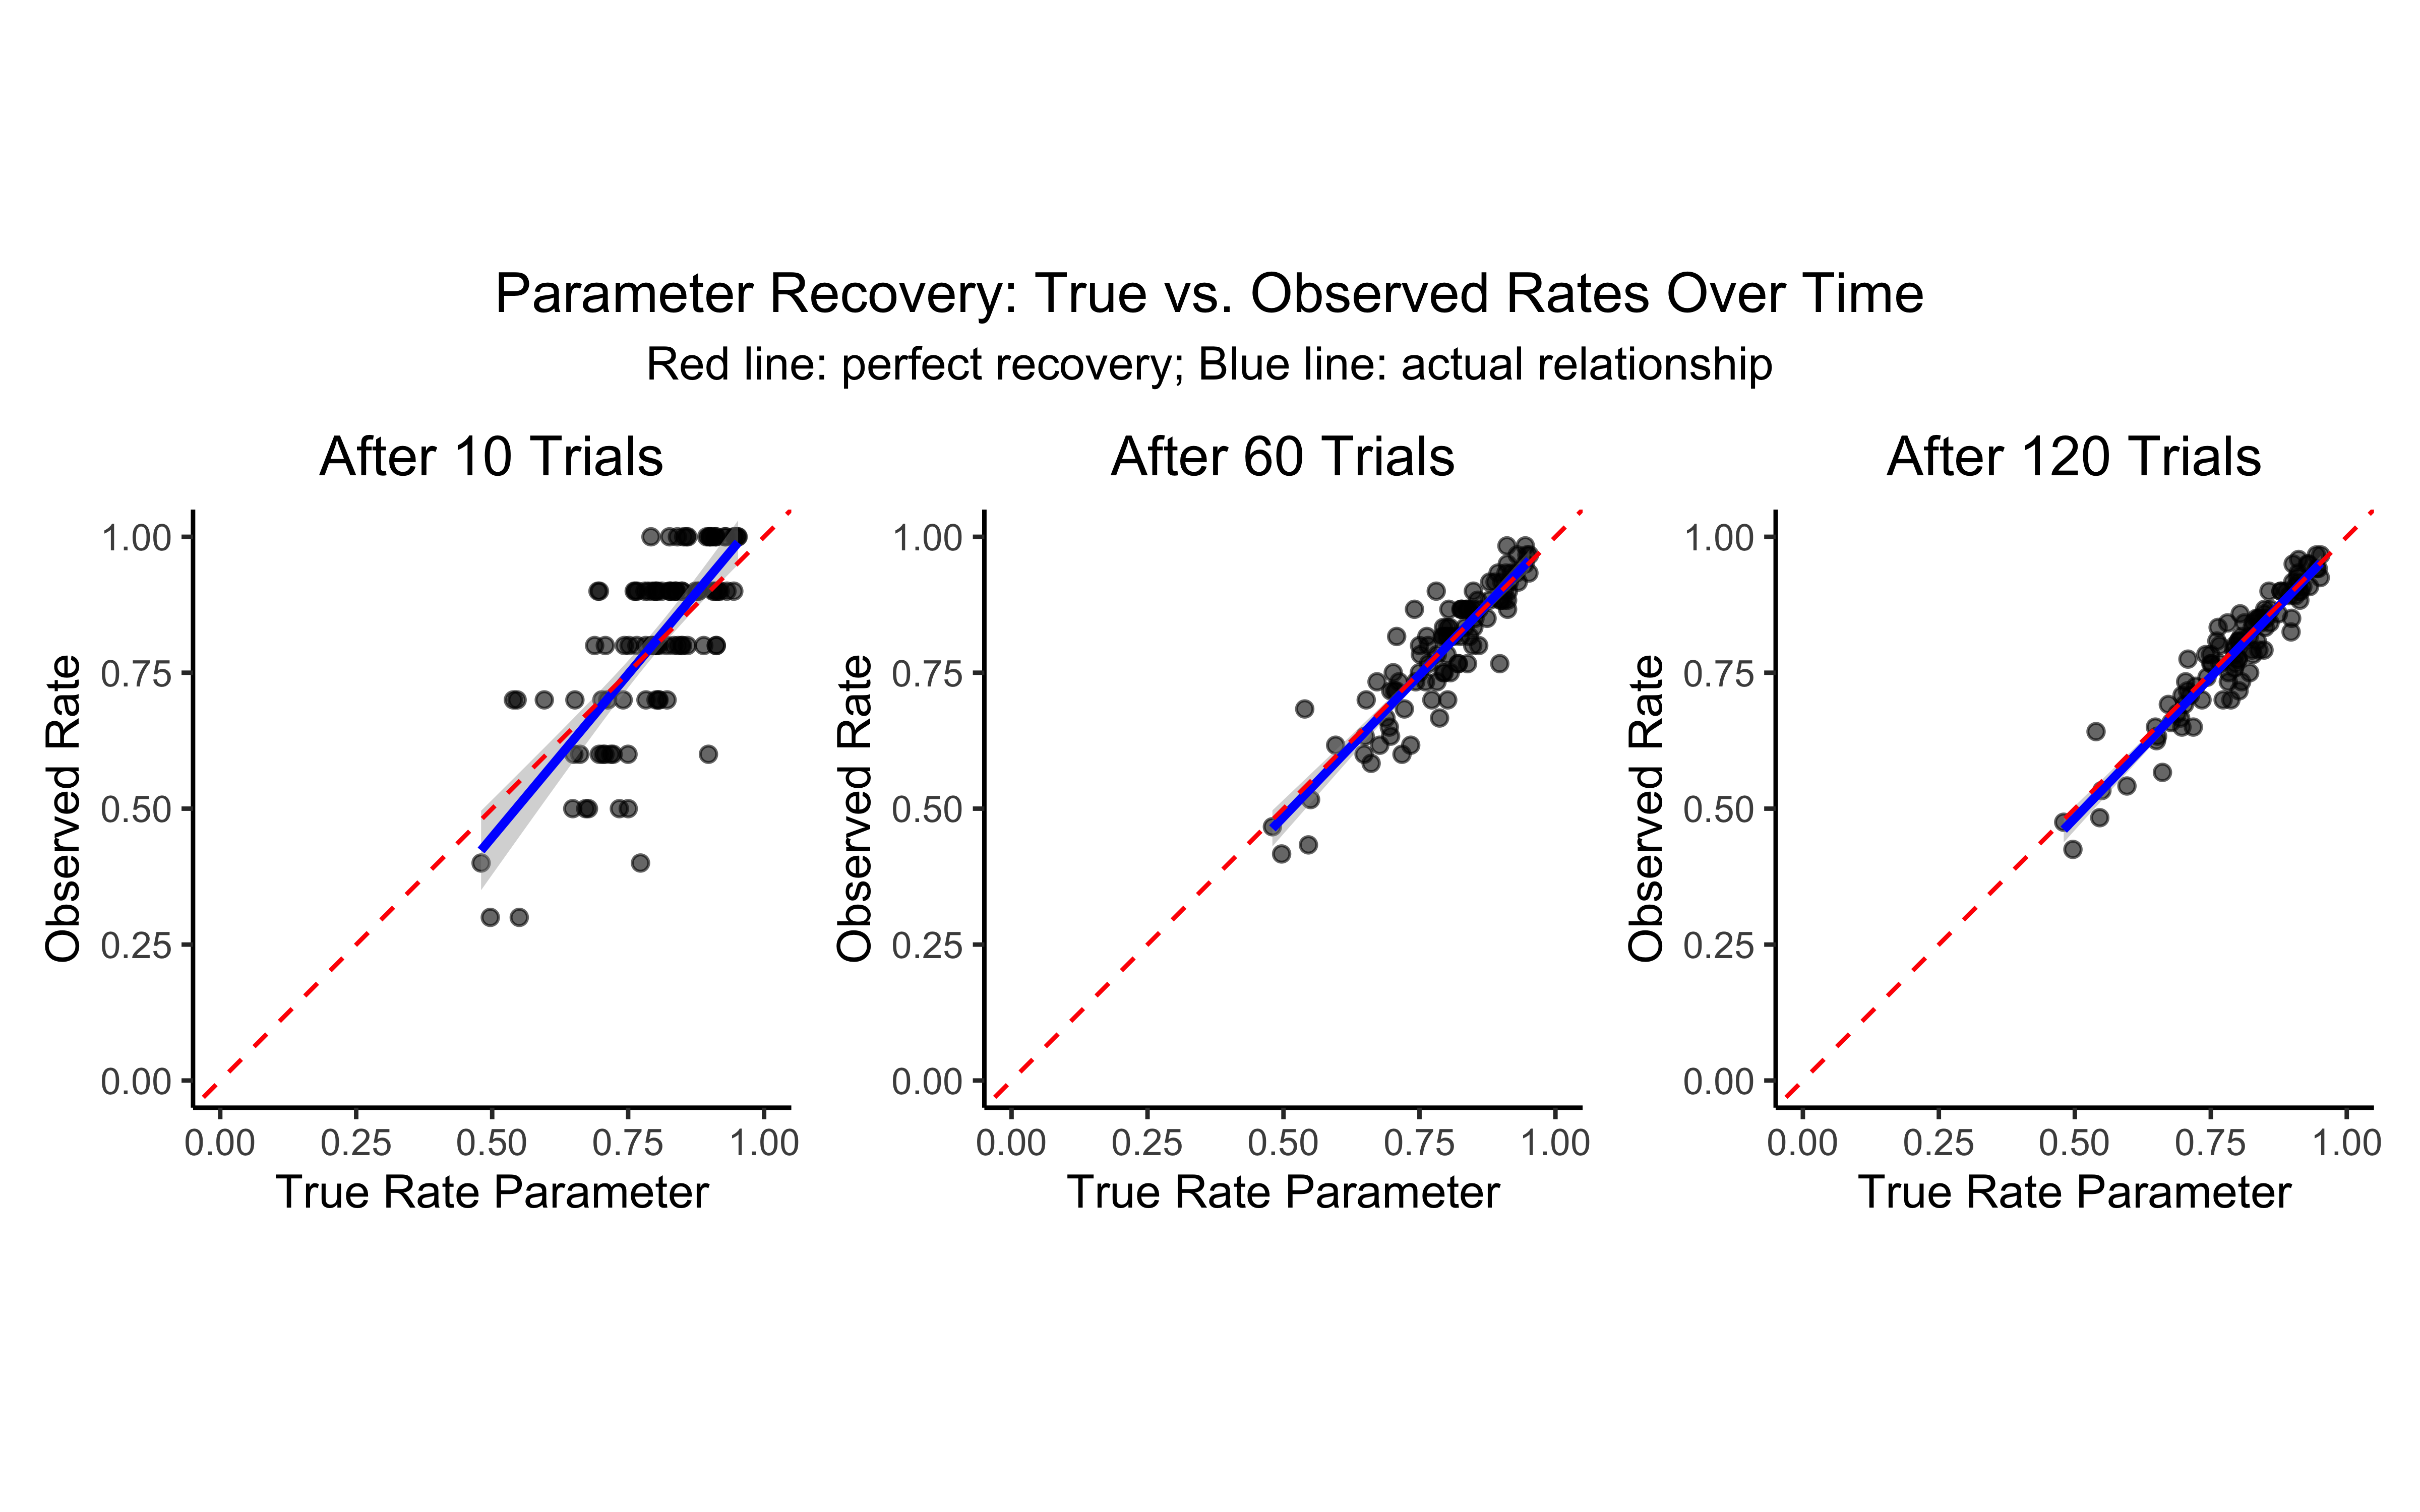 Parameter Recovery: True vs. Observed Rates Over Time
Red line: perfect recovery; Blue line: actual relationship
After 10 Trials
Observed Rate
1.00
0.75
0.50
0.25
0.00
0.00 0.25 0.50 0.75 1.00
True Rate Parameter
After 60 Trials
Observed Rate
1.00
0.75
0.50
0.25
0.00
0.00 0.25 0.50 0.75 1.00
True Rate Parameter
After 120 Trials
Observed Rate
1.00
0.75
0.50
0.25
0.00
0.00 0.25 0.50 0.75 1.00
True Rate Parameter